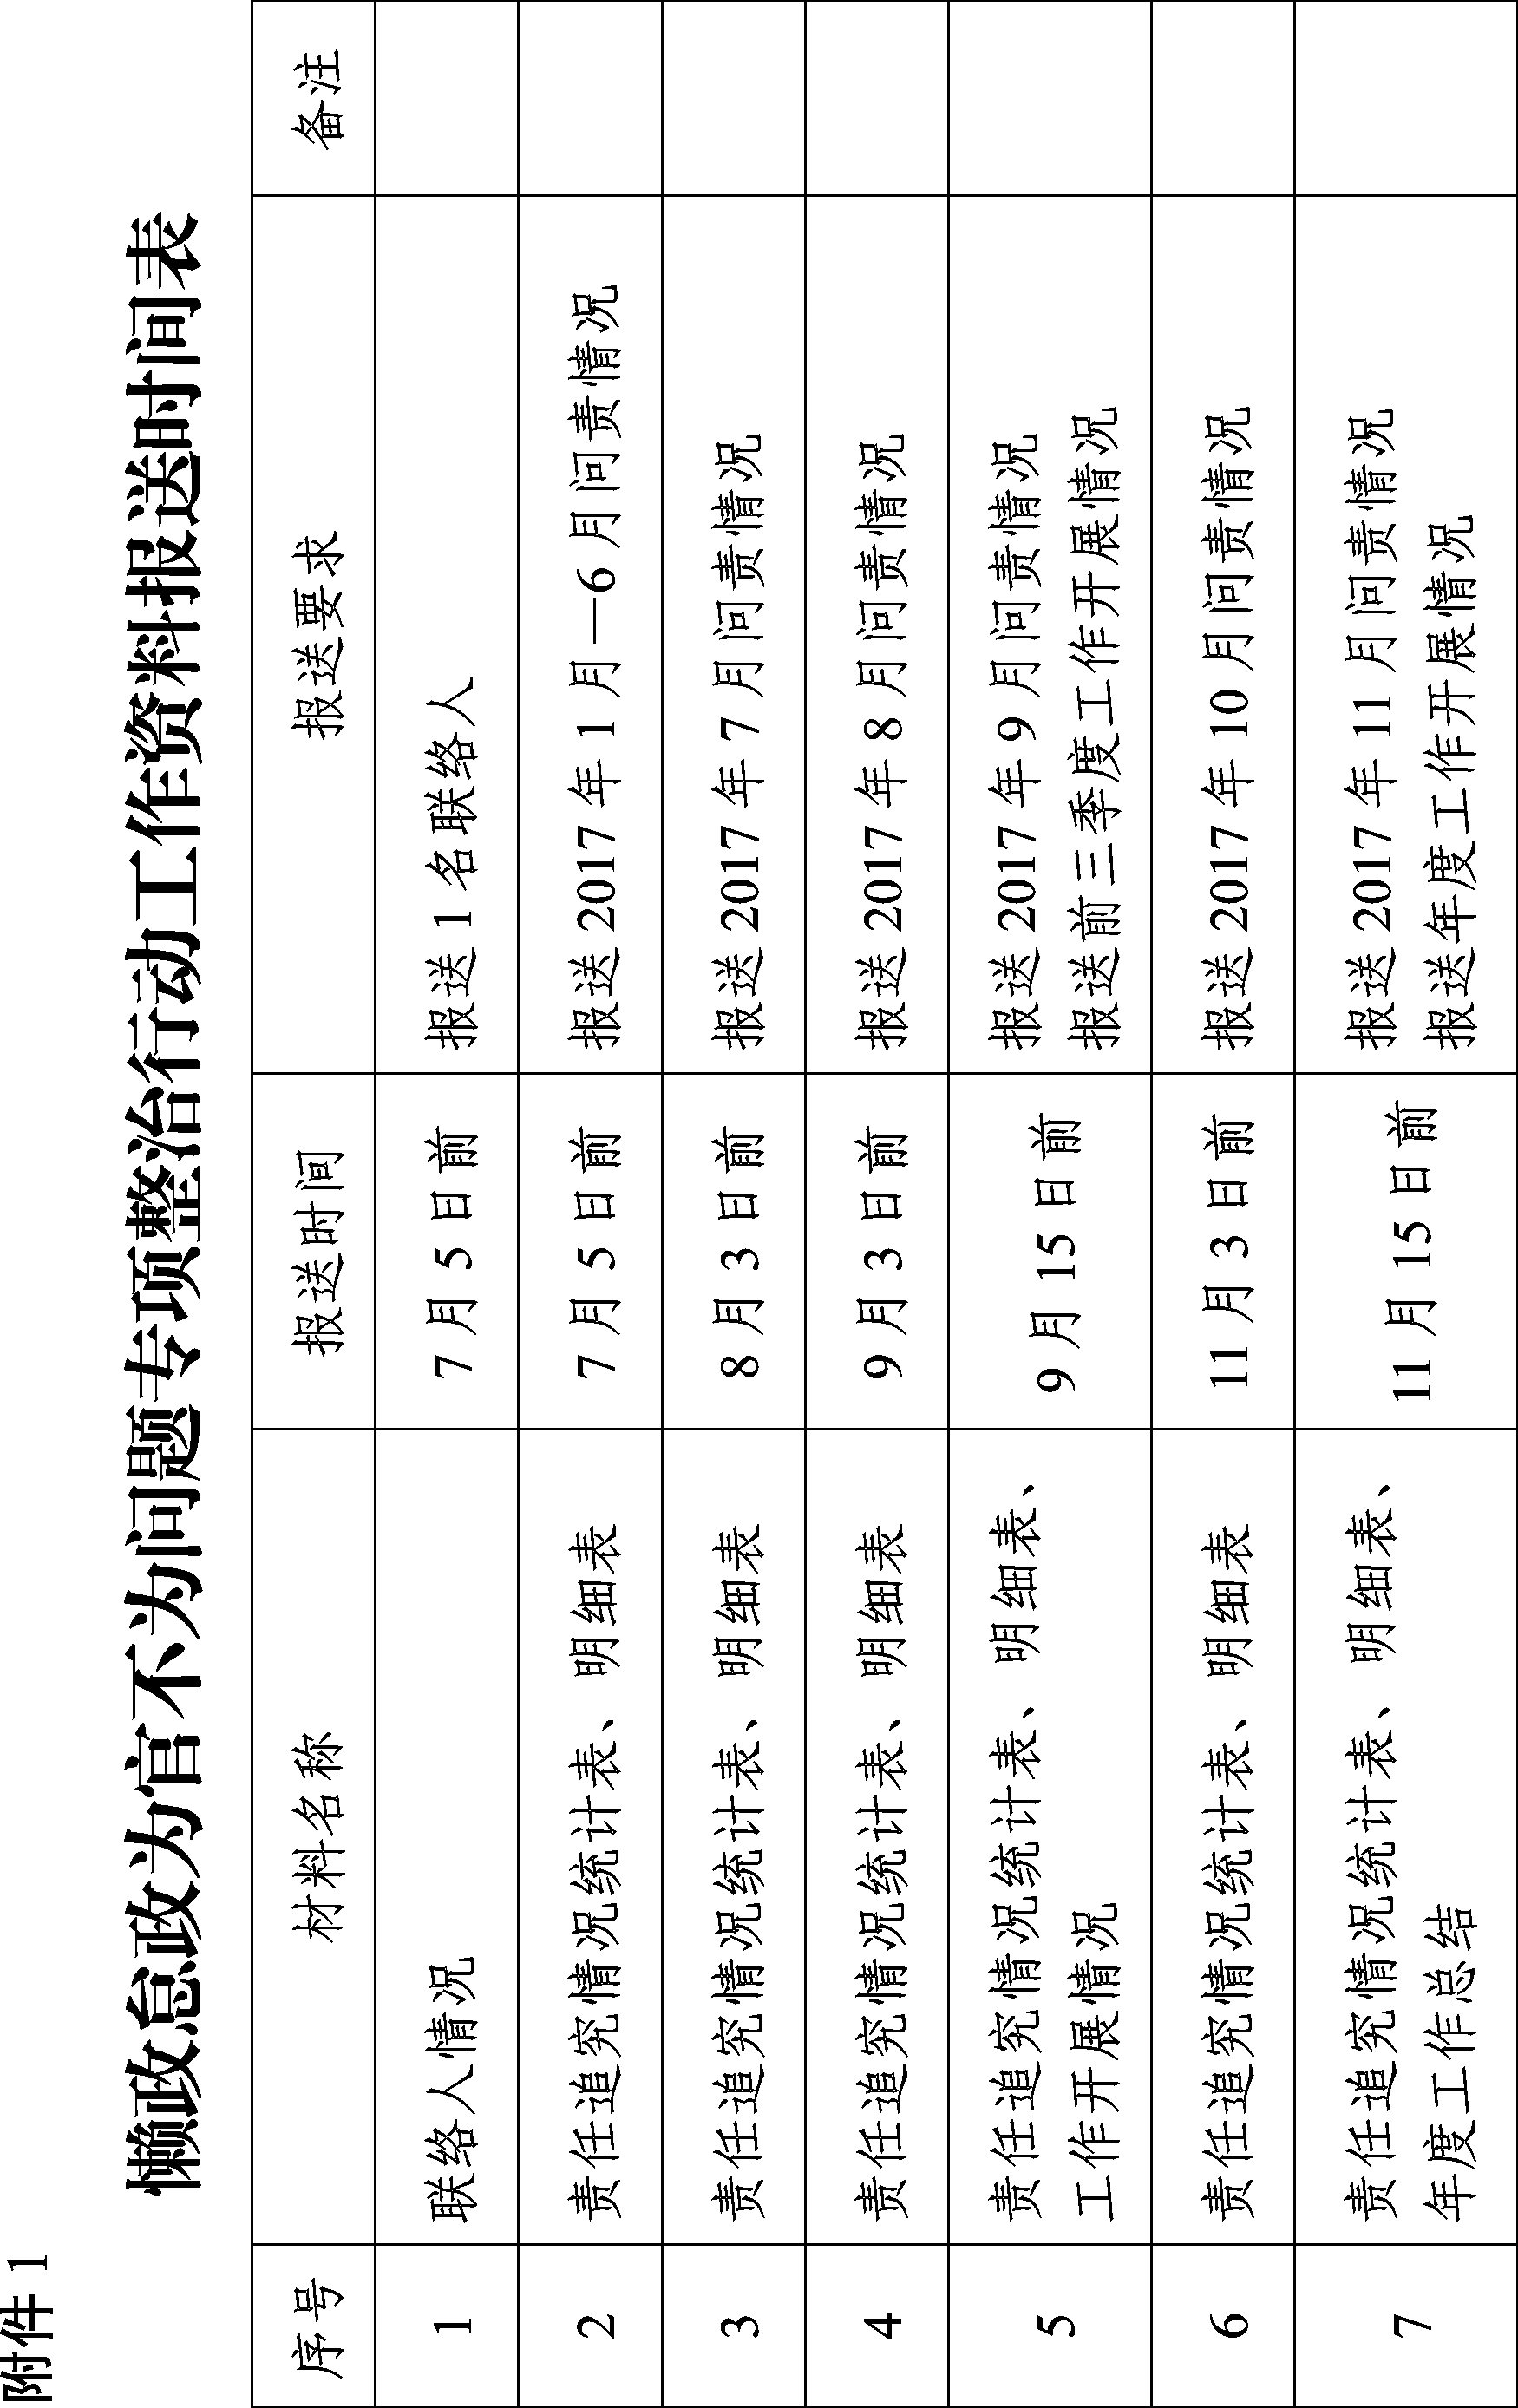 附件 1
懒政怠政为官不为问题专项整治行动工作资料报送时间表
序号 材料名称 报送时间 报送要求 备注
1 联络人情况 7 月 5 日前 报送 1 名联络人
2 责任追究情况统计表、明细表 7 月 5 日前 报送 2017 年 1 月—6 月问责情况
3 责任追究情况统计表、明细表 8 月 3 日前 报送 2017 年 7 月问责情况
4 责任追究情况统计表、明细表 9 月 3 日前 报送 2017 年 8 月问责情况
5 责任追究情况统计表、明细表、 9 月 15 日前 报送 2017 年 9 月问责情况
工作开展情况 报送前三季度工作开展情况
6 责任追究情况统计表、明细表 11 月 3 日前 报送 2017 年 10 月问责情况
7 责任追究情况统计表、明细表、 11 月 15 日前 报送 2017 年 11 月问责情况
年度工作总结 报送年度工作开展情况